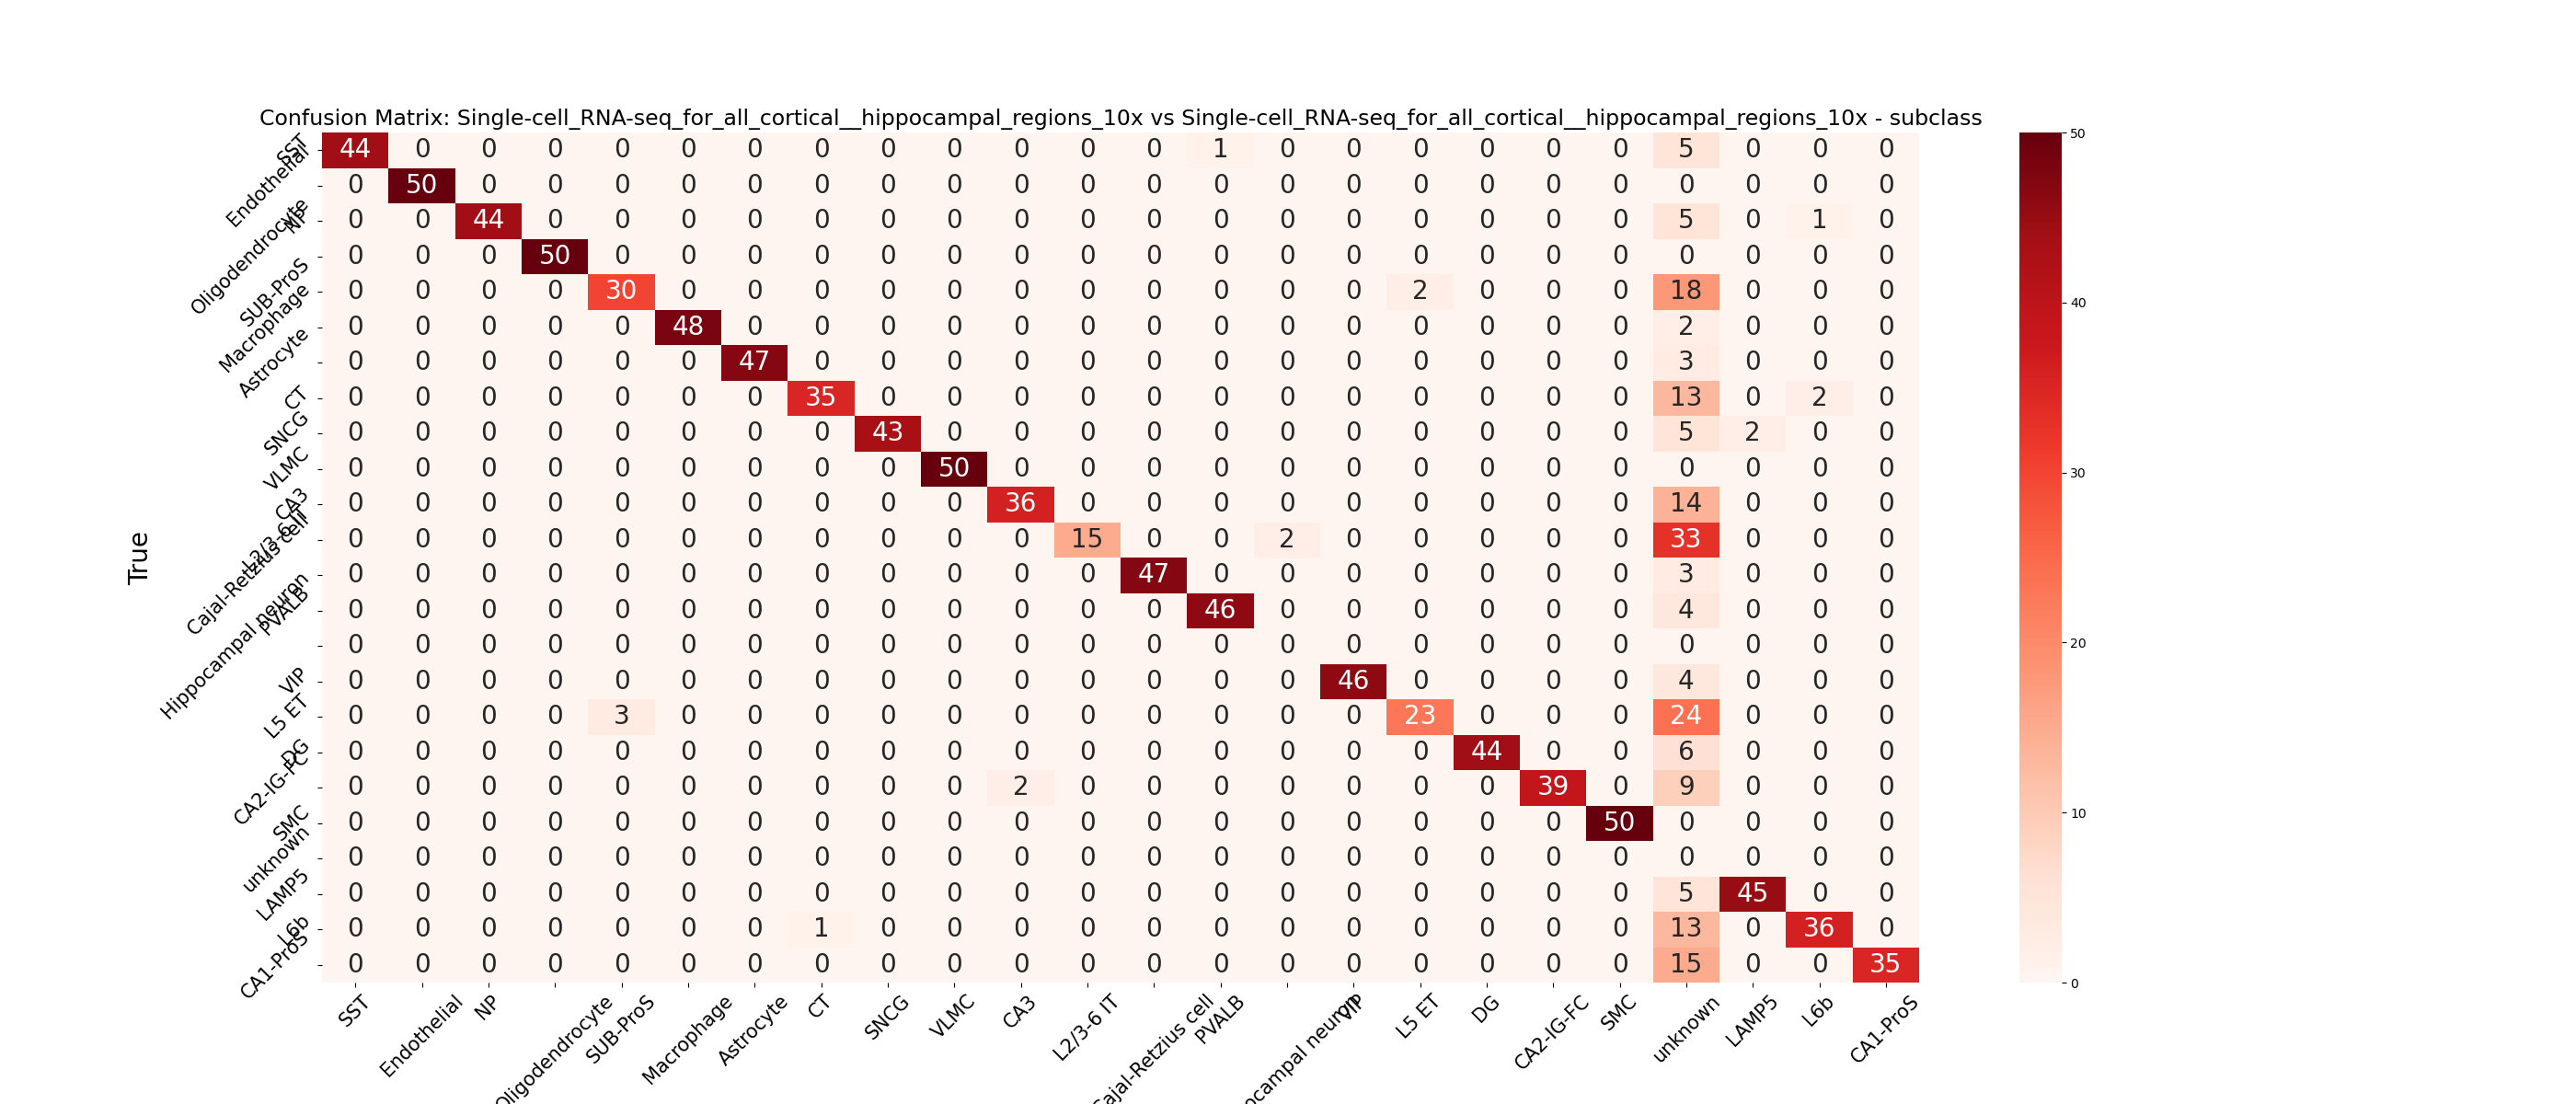 Confusion Matrix: Single-cell_RNA-seq_for_all_cortical__hippocampal_regions_10x vs Single-cell_RNA-seq_for_all_cortical__hippocampal_regions_10x - subclass
SST 44 0 0 0 0 0 0 0 0 0 0 0 0 1 0 0 0 0 0 0 5 0 0 0
Endothelial 0 50 0 0 0 0 0 0 0 0 0 0 0 0 0 0 0 0 0 0 0 0 0 0
NP 0 0 44 0 0 0 0 0 0 0 0 0 0 0 0 0 0 0 0 0 5 0 1 0
Oligodendrocyte 0 0 0 50 0 0 0 0 0 0 0 0 0 0 0 0 0 0 0 0 0 0 0 0
SUB-ProS 0 0 0 0 30 0 0 0 0 0 0 0 0 0 0 0 2 0 0 0 18 0 0 0
Macrophage 0 0 0 0 0 48 0 0 0 0 0 0 0 0 0 0 0 0 0 0 2 0 0 0
Astrocyte 0 0 0 0 0 0 47 0 0 0 0 0 0 0 0 0 0 0 0 0 3 0 0 0
CT 0 0 0 0 0 0 0 35 0 0 0 0 0 0 0 0 0 0 0 0 13 0 2 0
SNCG 0 0 0 0 0 0 0 0 43 0 0 0 0 0 0 0 0 0 0 0 5 2 0 0
VLMC 0 0 0 0 0 0 0 0 0 50 0 0 0 0 0 0 0 0 0 0 0 0 0 0
CA3 0 0 0 0 0 0 0 0 0 0 36 0 0 0 0 0 0 0 0 0 14 0 0 0
L2/3-6 IT 0 0 0 0 0 0 0 0 0 0 0 15 0 0 2 0 0 0 0 0 33 0 0 0
Cajal-Retzius cell 0 0 0 0 0 0 0 0 0 0 0 0 47 0 0 0 0 0 0 0 3 0 0 0
PVALB 0 0 0 0 0 0 0 0 0 0 0 0 0 46 0 0 0 0 0 0 4 0 0 0
Hippocampal neuron 0 0 0 0 0 0 0 0 0 0 0 0 0 0 0 0 0 0 0 0 0 0 0 0
VIP 0 0 0 0 0 0 0 0 0 0 0 0 0 0 0 46 0 0 0 0 4 0 0 0
L5 ET 0 0 0 0 3 0 0 0 0 0 0 0 0 0 0 0 23 0 0 0 24 0 0 0
DG 0 0 0 0 0 0 0 0 0 0 0 0 0 0 0 0 0 44 0 0 6 0 0 0
CA2-IG-FC 0 0 0 0 0 0 0 0 0 0 2 0 0 0 0 0 0 0 39 0 9 0 0 0
SMC 0 0 0 0 0 0 0 0 0 0 0 0 0 0 0 0 0 0 0 50 0 0 0 0
unknown 0 0 0 0 0 0 0 0 0 0 0 0 0 0 0 0 0 0 0 0 0 0 0 0
LAMP5 0 0 0 0 0 0 0 0 0 0 0 0 0 0 0 0 0 0 0 0 5 45 0 0
L6b 0 0 0 0 0 0 0 1 0 0 0 0 0 0 0 0 0 0 0 0 13 0 36 0
CA1-ProS 0 0 0 0 0 0 0 0 0 0 0 0 0 0 0 0 0 0 0 0 15 0 0 35
True
SST Endothelial NP Oligodendrocyte SUB-ProS Macrophage Astrocyte CT SNCG VLMC CA3 L2/3-6 IT Cajal-Retzius cell PVALB ocampal neuron VIP L5 ET DG CA2-IG-FC SMC unknown LAMP5 L6b CA1-ProS
50
40
30
20
10
0